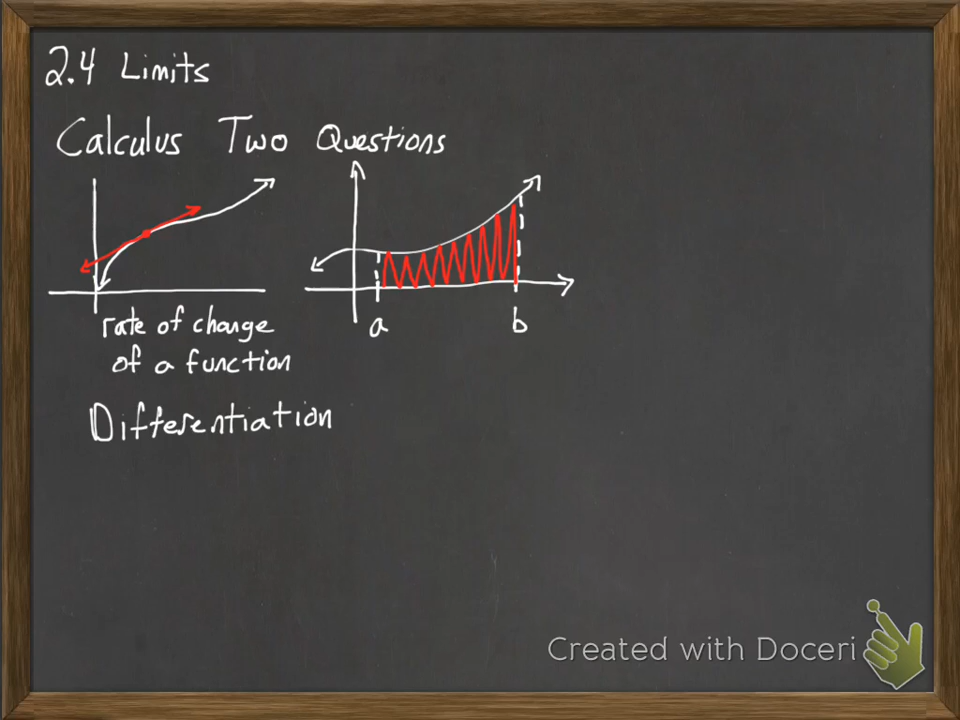 2.4 Limits
Calculus Two Questions
a
b
rate of change
of a function
Differentiation
Created with Doceri